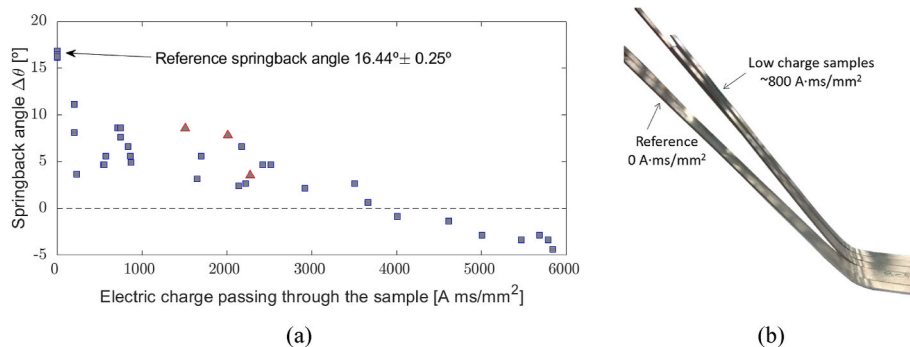 20
15
10
5
0
-5
Springback angle Δθ [º]
Reference springback angle 16.44º± 0.25º
0 1000 2000 3000 4000 5000 6000
Electric charge passing through the sample [A ms/mm²]
(a)
Low charge samples
~800 A·ms/mm²
Reference
0 A·ms/mm²
(b)